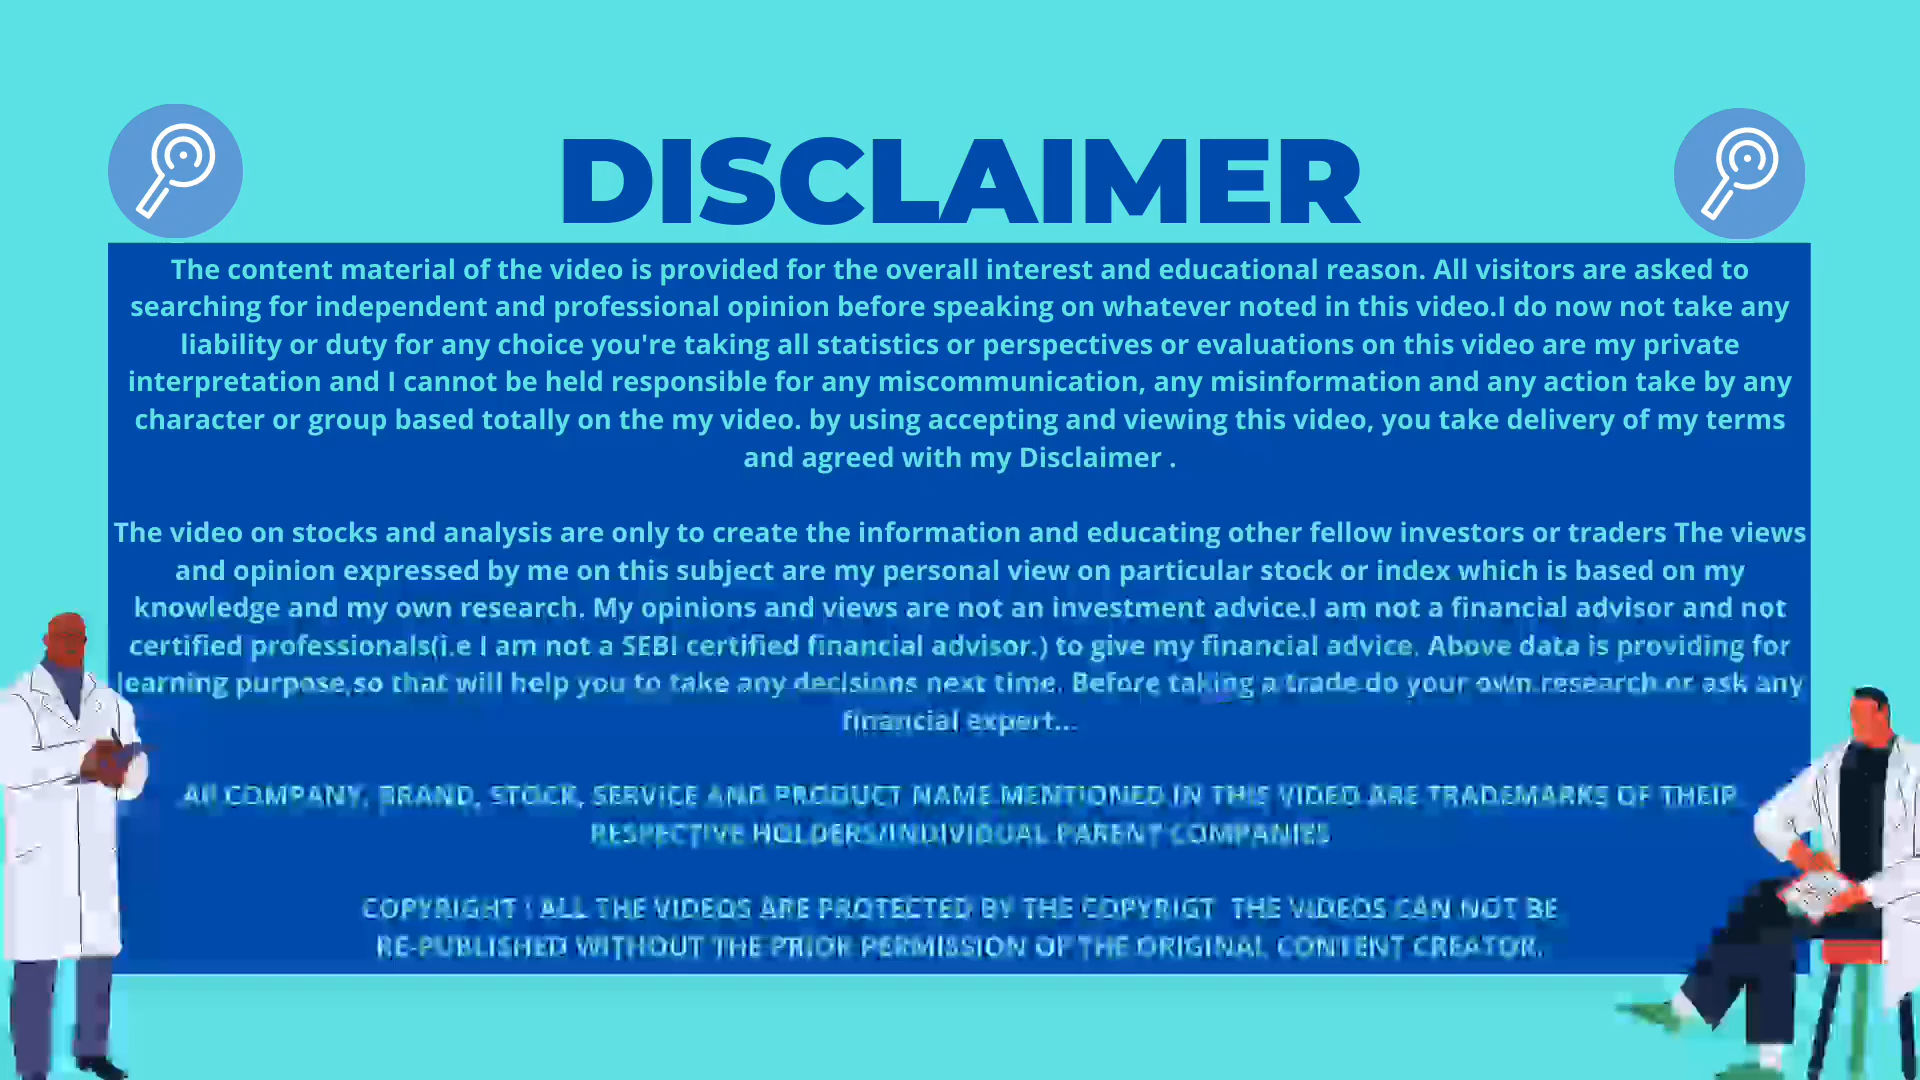 DISCLAIMER
The content material of the video is provided for the overall interest and educational reason. All visitors are asked to
searching for independent and professional opinion before speaking on whatever noted in this video.I do now not take any
liability or duty for any choice you're taking all statistics or perspectives or evaluations on this video are my private
interpretation and I cannot be held responsible for any miscommunication, any misinformation and any action take by any
character or group based totally on the my video. by using accepting and viewing this video, you take delivery of my terms
and agreed with my Disclaimer .
The video on stocks and analysis are only to create the information and educating other fellow investors or traders The views
and opinion expressed by me on this subject are my personal view on particular stock or index which is based on my
knowledge and my own research. My opinions and views are not an investment advice.I am not a financial advisor and not
certified professionals(i.e I am not a SEBI certified financial advisor.) to give my financial advice. Above data is providing for
learning purpose,so that will help you to take any decisions next time. Before taking a trade do your own research or ask any
financial expert...
All COMPANY, BRAND, STOCK, SERVICE AND PRODUCT NAME MENTIONED IN THIS VIDEO ARE TRADEMARKS OF THEIR
RESPECTIVE HOLDERS/INDIVIDUAL PARENT COMPANIES
COPYRIGHT : ALL THE VIDEOS ARE PROTECTED BY THE COPYRIGT THE VIDEOS CAN NOT BE
RE-PUBLISHED WITHOUT THE PRIOR PERMISSION OF THE ORIGINAL CONTENT CREATOR.